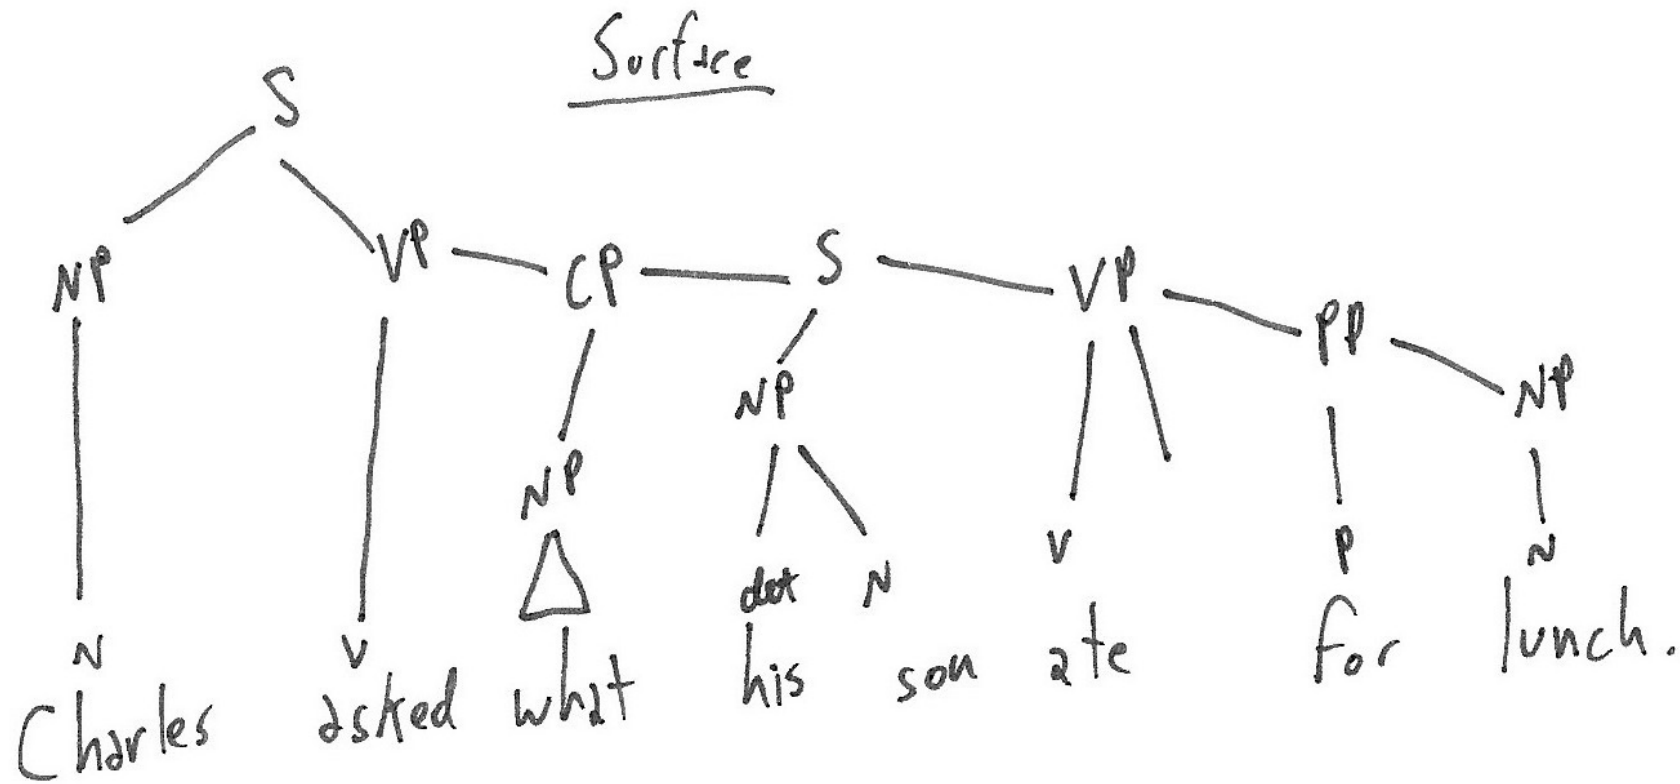 Surface
S
NP VP CP S VP PP NP
NP NP
det N V P N
N V
Charles asked what his son ate for lunch.